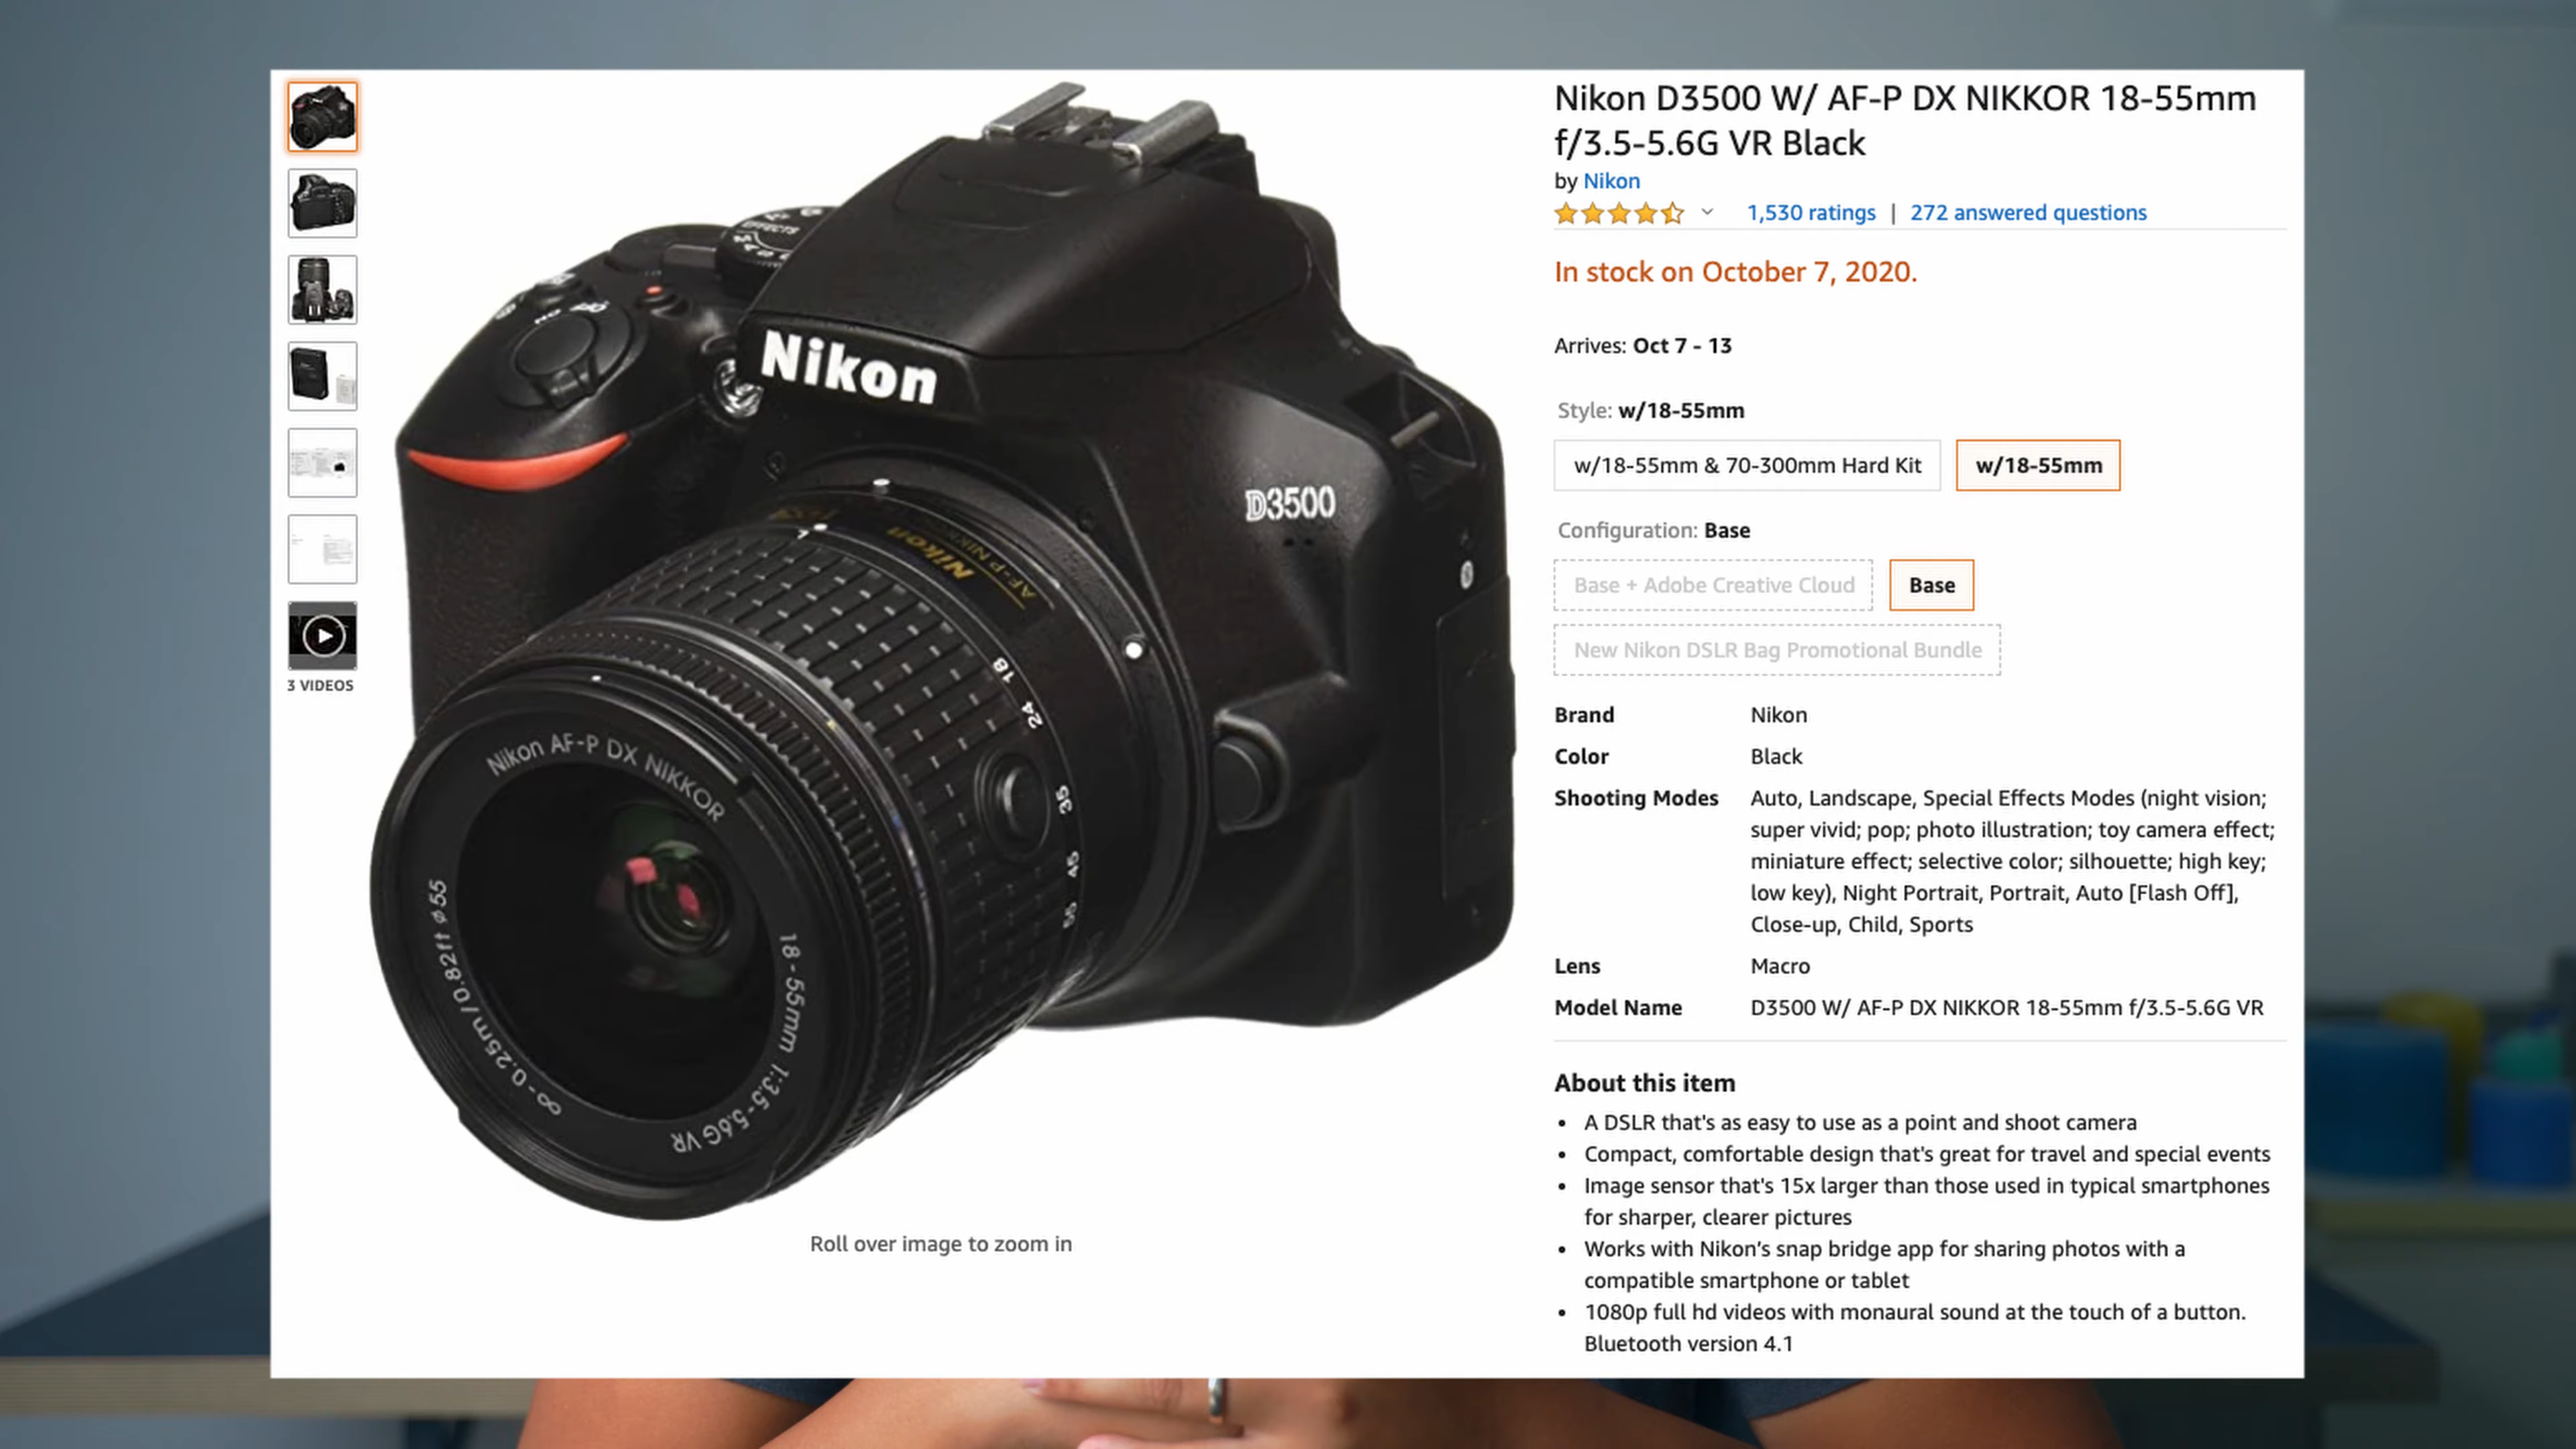 Nikon D3500 W/ AF-P DX NIKKOR 18-55mm
f/3.5-5.6G VR Black
by Nikon
1,530 ratings | 272 answered questions
In stock on October 7, 2020.
Arrives: Oct 7 - 13
Style: w/18-55mm
w/18-55mm & 70-300mm Hard Kit
w/18-55mm
Configuration: Base
Base + Adobe Creative Cloud
Base
New Nikon DSLR Bag Promotional Bundle
Brand Nikon
Color Black
Shooting Modes Auto, Landscape, Special Effects Modes (night vision;
super vivid; pop; photo illustration; toy camera effect;
miniature effect; selective color; silhouette; high key;
low key), Night Portrait, Portrait, Auto [Flash Off],
Close-up, Child, Sports
Lens Macro
Model Name D3500 W/ AF-P DX NIKKOR 18-55mm f/3.5-5.6G VR
About this item
• A DSLR that's as easy to use as a point and shoot camera
• Compact, comfortable design that's great for travel and special events
• Image sensor that's 15x larger than those used in typical smartphones
for sharper, clearer pictures
• Works with Nikon’s snap bridge app for sharing photos with a
compatible smartphone or tablet
• 1080p full hd videos with monaural sound at the touch of a button.
Bluetooth version 4.1
3 VIDEOS
EFFECTS
ON OFF
Nikon
D3500
Nikon
AF-P NIKKOR
18 24 35 45 55
Nikon AF-P DX NIKKOR
18-55mm 1:3.5-5.6G VR
∞-0.25m/0.82ft ø55
Roll over image to zoom in